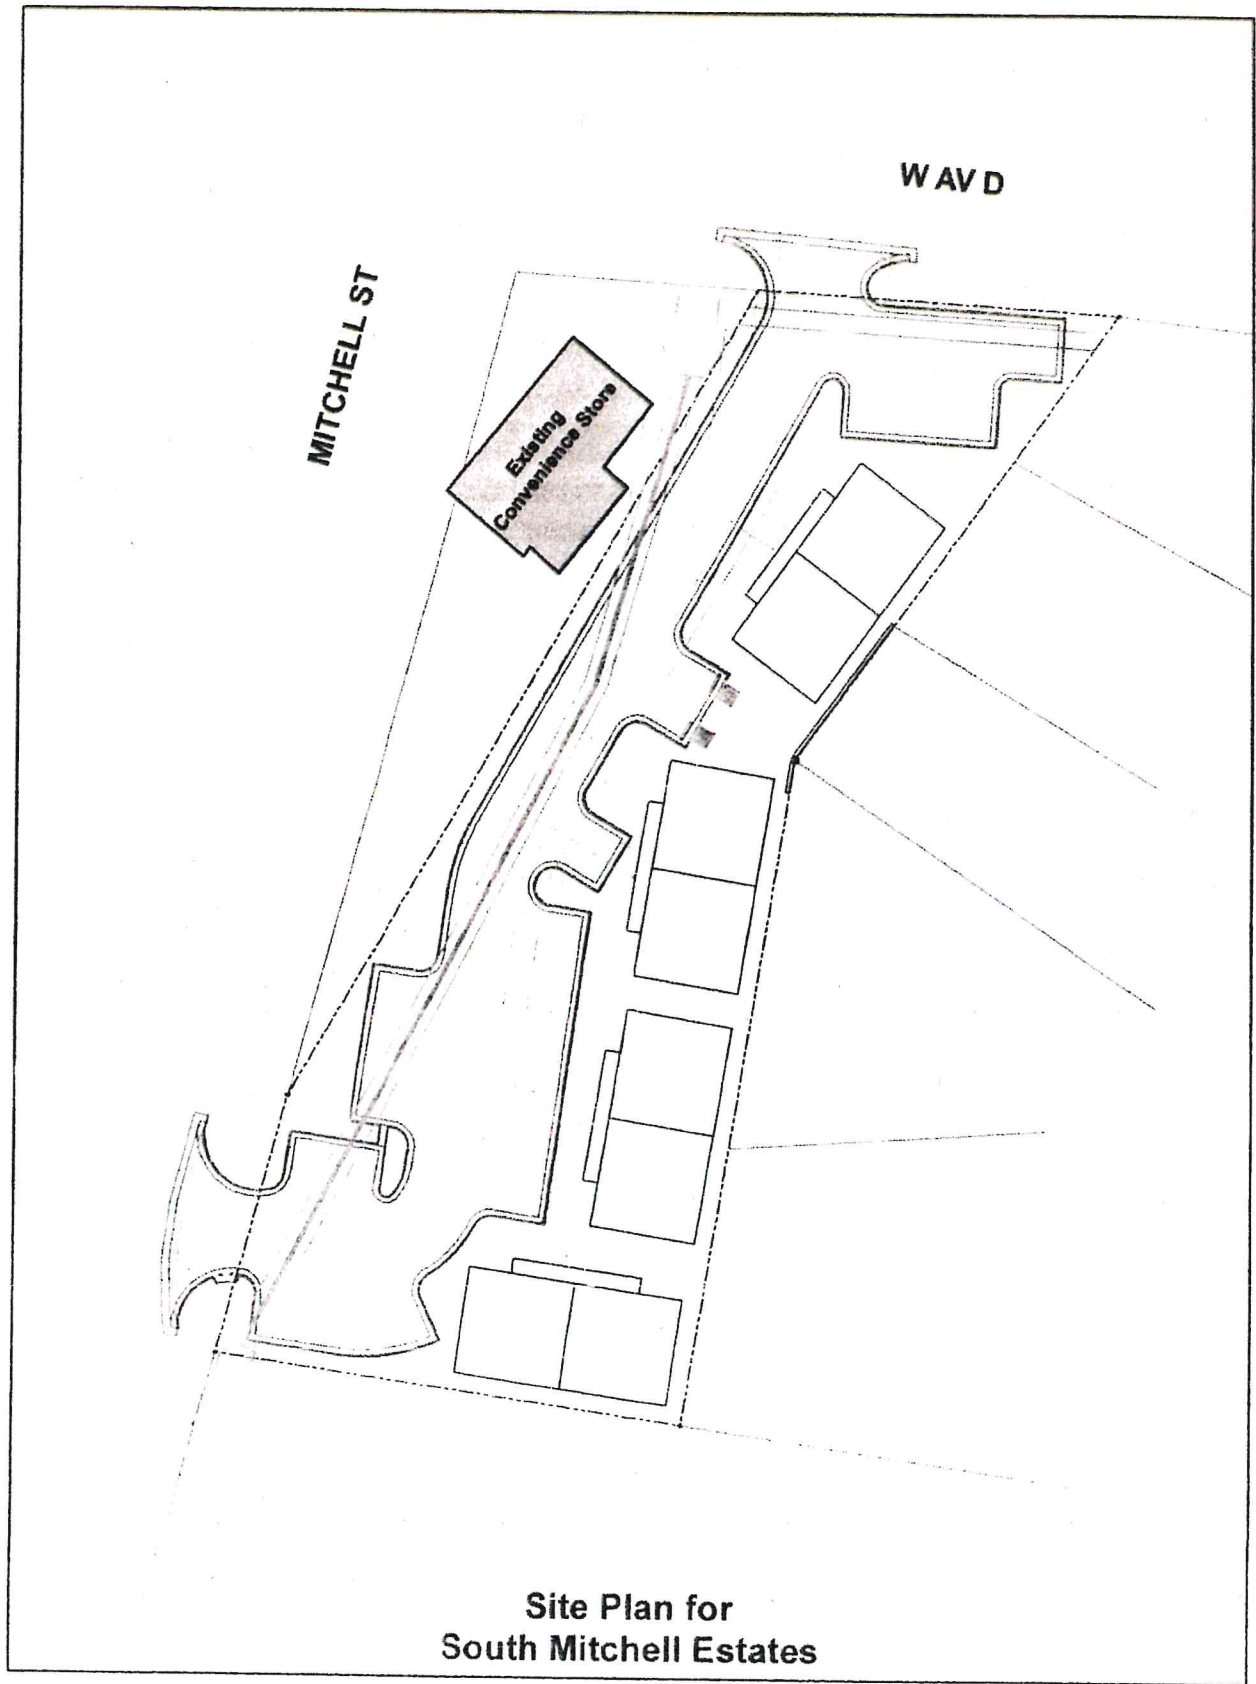 W AV D
MITCHELL ST
Existing
Convenience Store
Site Plan for
South Mitchell Estates